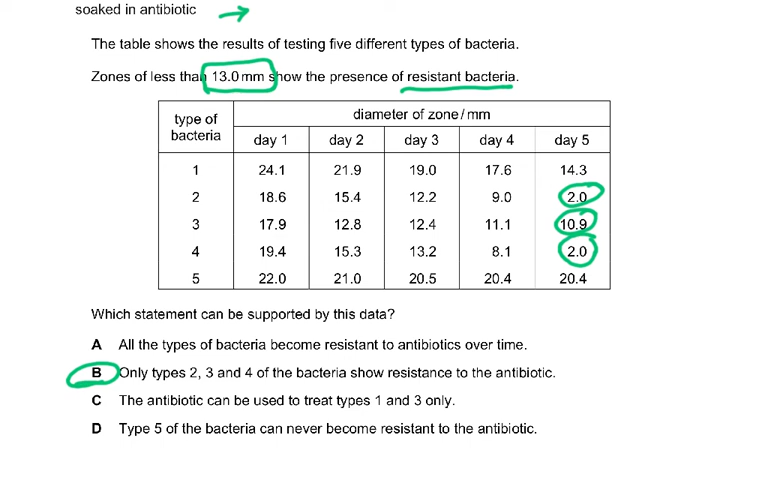 soaked in antibiotic
The table shows the results of testing five different types of bacteria.
Zones of less than 13.0 mm show the presence of resistant bacteria.
type of bacteria diameter of zone / mm
day 1 day 2 day 3 day 4 day 5
1 24.1 21.9 19.0 17.6 14.3
2 18.6 15.4 12.2 9.0 2.0
3 17.9 12.8 12.4 11.1 10.9
4 19.4 15.3 13.2 8.1 2.0
5 22.0 21.0 20.5 20.4 20.4
Which statement can be supported by this data?
A All the types of bacteria become resistant to antibiotics over time.
B Only types 2, 3 and 4 of the bacteria show resistance to the antibiotic.
C The antibiotic can be used to treat types 1 and 3 only.
D Type 5 of the bacteria can never become resistant to the antibiotic.